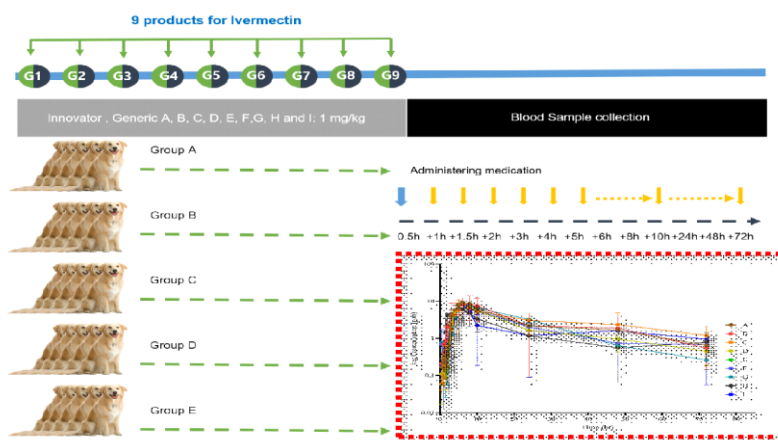 9 products for Ivermectin
G1 G2 G3 G4 G5 G6 G7 G8 G9
Innovator , Generic A, B, C, D, E, F,G, H and I: 1 mg/kg
Blood Sample collection
Group A
Administering medication
Group B
0.5h +1h +1.5h +2h +3h +4h +5h +6h +8h +10h +24h +48h +72h
Group C
Group D
Group E